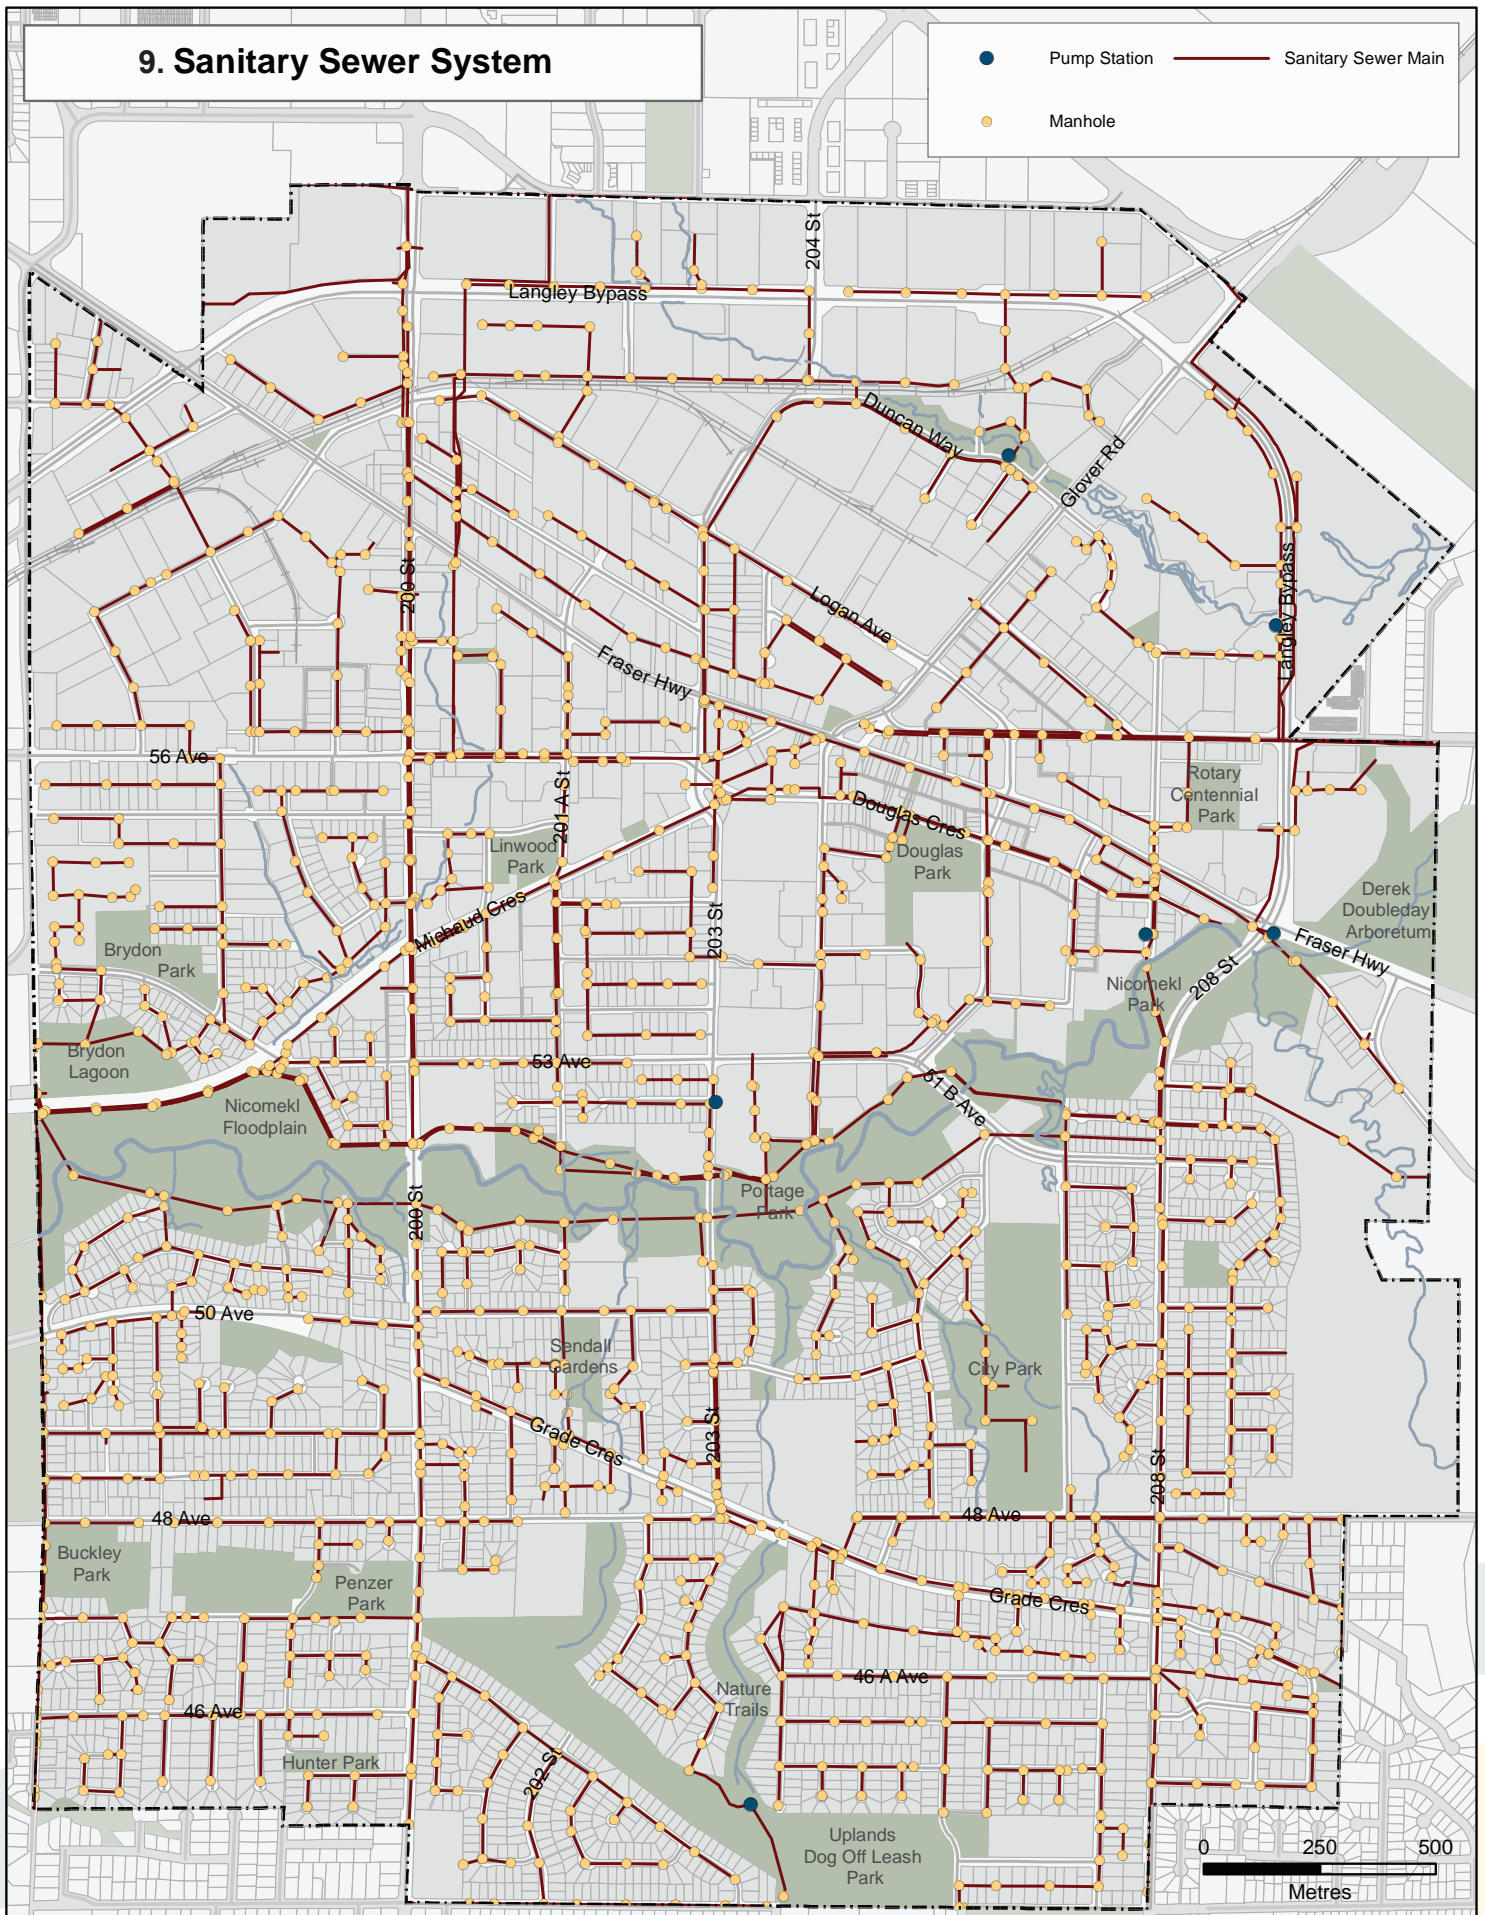 9. Sanitary Sewer System
Pump Station
Sanitary Sewer Main
Manhole
204 St
Langley Bypass
Duncan Way
Glover Rd
200 St
Logan Ave
Langley Bypass
Fraser Hwy
56 Ave
201 A St
Rotary
Centennial
Park
Douglas Cres
Linwood
Park
Douglas
Park
Derek
Doubleday
Arboretum
Michaud Cres
203 St
Fraser Hwy
Brydon
Park
208 St
Nicomekl
Park
Brydon
Lagoon
53 Ave
51 B Ave
Nicomekl
Floodplain
200 St
Portage
Park
50 Ave
Sendall
Gardens
City Park
Grade Cres
203 St
208 St
48 Ave
48 Ave
Buckley
Park
Penzer
Park
Grade Cres
46 A Ave
Nature
Trails
46 Ave
Hunter Park
202 St
Uplands
Dog Off Leash
Park
0 250 500
Metres